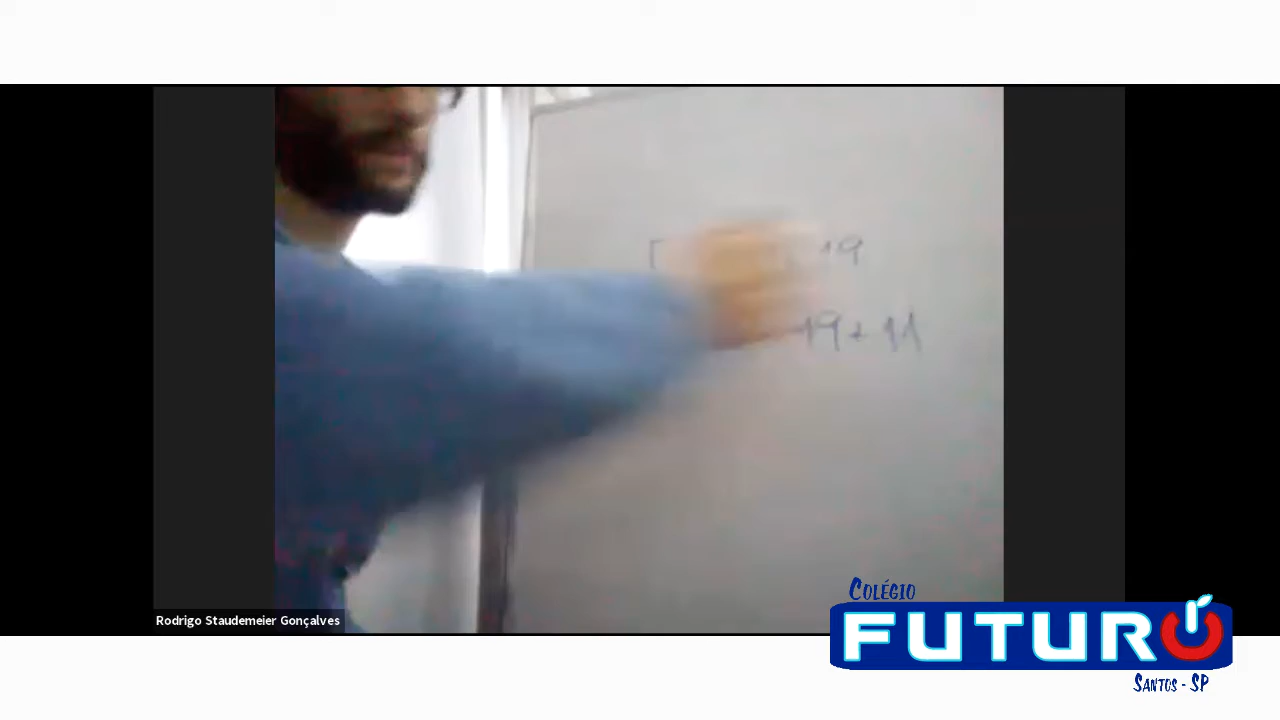 19
19 + 11
Rodrigo Staudemeier Gonçalves
COLÉGIO
FUTURO
SANTOS - SP